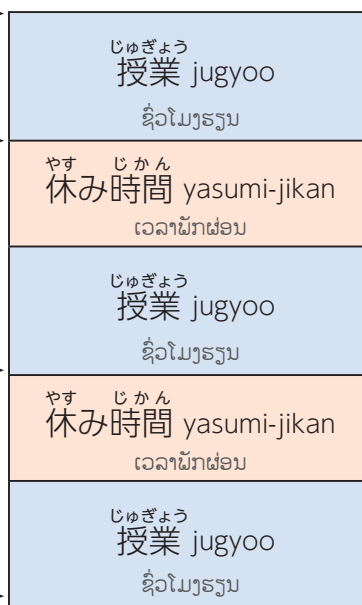 じゅぎょう
授業 jugyoo
ຊົ່ວໂມງຮຽນ
やす じかん
休み時間 yasumi-jikan
ເວລາພັກຜ່ອນ
じゅぎょう
授業 jugyoo
ຊົ່ວໂມງຮຽນ
やす じかん
休み時間 yasumi-jikan
ເວລາພັກຜ່ອນ
じゅぎょう
授業 jugyoo
ຊົ່ວໂມງຮຽນ